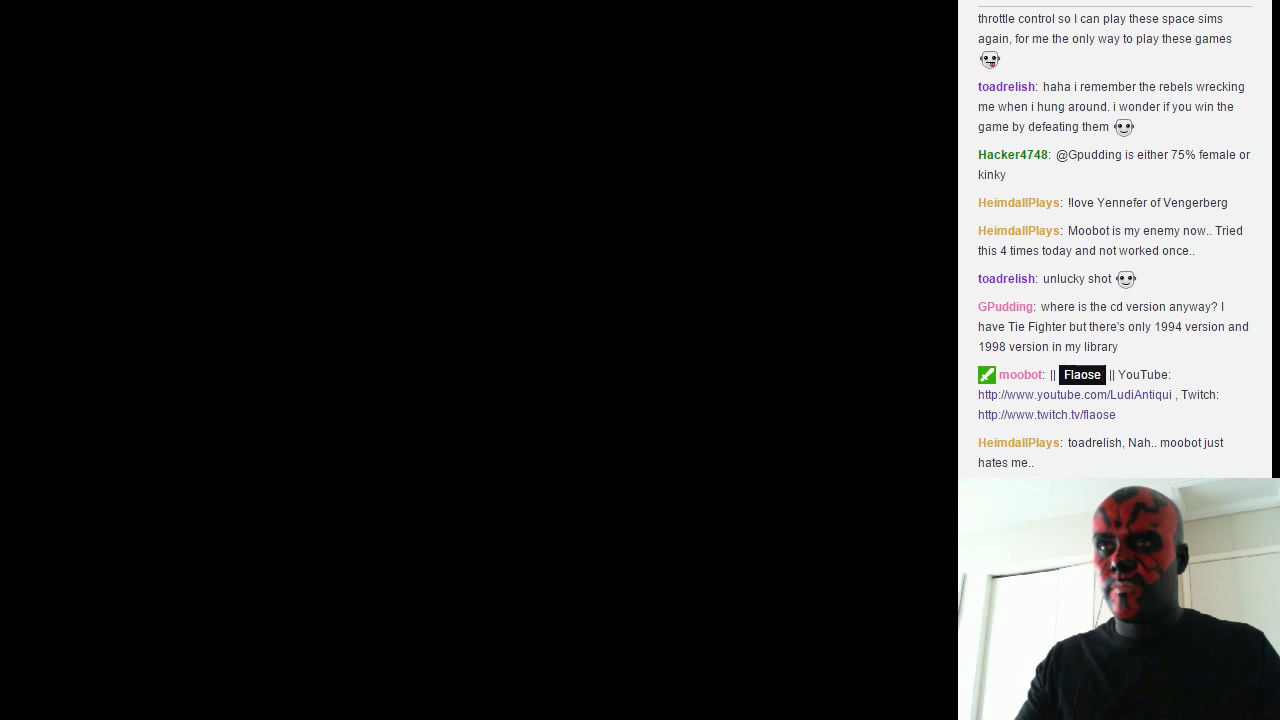 throttle control so I can play these space sims
again, for me the only way to play these games
toadrelish: haha i remember the rebels wrecking
me when i hung around. i wonder if you win the
game by defeating them
Hacker4748: @Gpudding is either 75% female or
kinky
HeimdallPlays: !love Yennefer of Vengerberg
HeimdallPlays: Moobot is my enemy now.. Tried
this 4 times today and not worked once..
toadrelish: unlucky shot
GPudding: where is the cd version anyway? I
have Tie Fighter but there's only 1994 version and
1998 version in my library
moobot: || Flaose || YouTube:
http://www.youtube.com/LudiAntiqui , Twitch:
http://www.twitch.tv/flaose
HeimdallPlays: toadrelish, Nah.. moobot just
hates me..